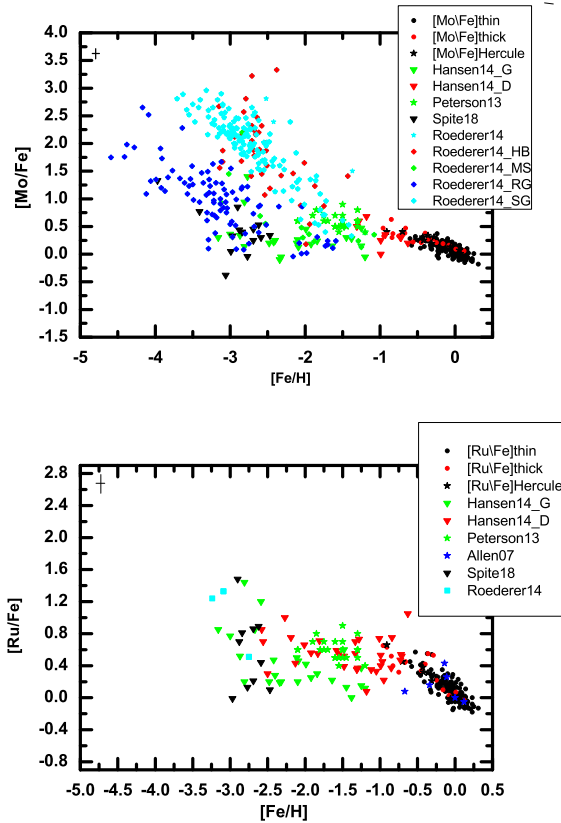 [Mo\Fe]thin
[Mo\Fe]thick
[Mo\Fe]Hercule
Hansen14_G
Hansen14_D
Peterson13
Spite18
Roederer14
Roederer14_HB
Roederer14_MS
Roederer14_RG
Roederer14_SG
4.0
3.5
3.0
2.5
2.0
1.5
1.0
0.5
0.0
-0.5
-1.0
-1.5
[Mo/Fe]
-5 -4 -3 -2 -1 0
[Fe/H]
[Ru\Fe]thin
[Ru\Fe]thick
[Ru\Fe]Hercule
Hansen14_G
Hansen14_D
Peterson13
Allen07
Spite18
Roederer14
2.8
2.4
2.0
1.6
1.2
0.8
0.4
0.0
-0.4
-0.8
[Ru/Fe]
-5.0 -4.5 -4.0 -3.5 -3.0 -2.5 -2.0 -1.5 -1.0 -0.5 0.0 0.5
[Fe/H]